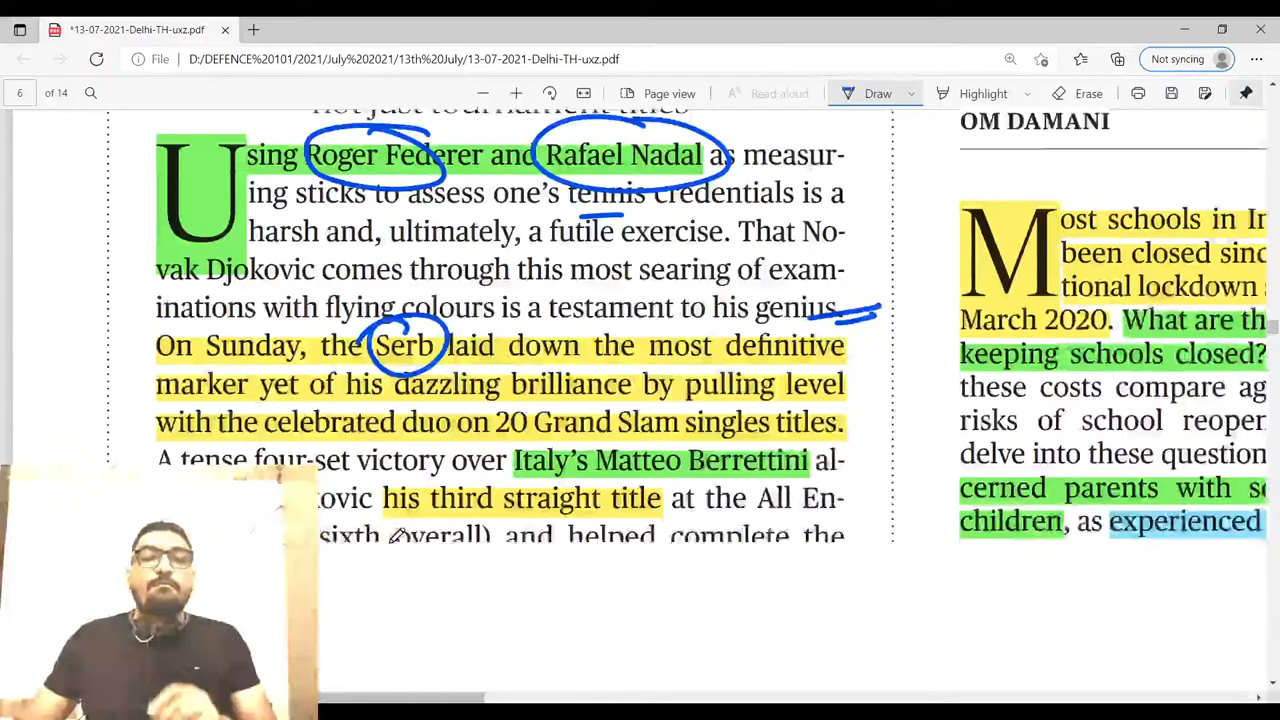 *13-07-2021-Delhi-TH-uxz.pdf
File D:/DEFENCE%20101/2021/July%202021/13th%20July/13-07-2021-Delhi-TH-uxz.pdf Not syncing
6 of 14 Page view Read aloud Draw Highlight Erase
not just tournament titles
Using Roger Federer and Rafael Nadal as measur-
ing sticks to assess one's tennis credentials is a
harsh and, ultimately, a futile exercise. That No-
vak Djokovic comes through this most searing of exam-
inations with flying colours is a testament to his genius.
On Sunday, the Serb laid down the most definitive
marker yet of his dazzling brilliance by pulling level
with the celebrated duo on 20 Grand Slam singles titles.
A tense four-set victory over Italy's Matteo Berrettini al-
kovic his third straight title at the All En-
sixth overall) and helped complete the
OM DAMANI
Most schools in In
been closed sinc
tional lockdown
March 2020. What are th
keeping schools closed?
these costs compare ag
risks of school reoper
delve into these question
cerned parents with sc
children, as experienced